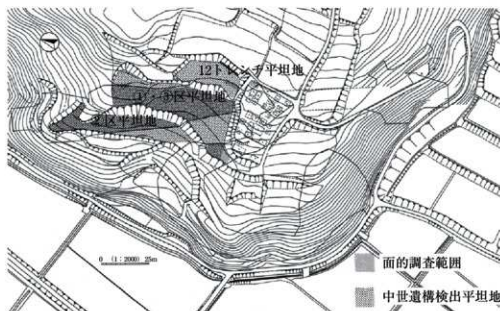 12トレンチ平坦地
区平坦地
区平坦地
0 (1:2000) 25m
面的調査範囲
中世遺構検出平坦地